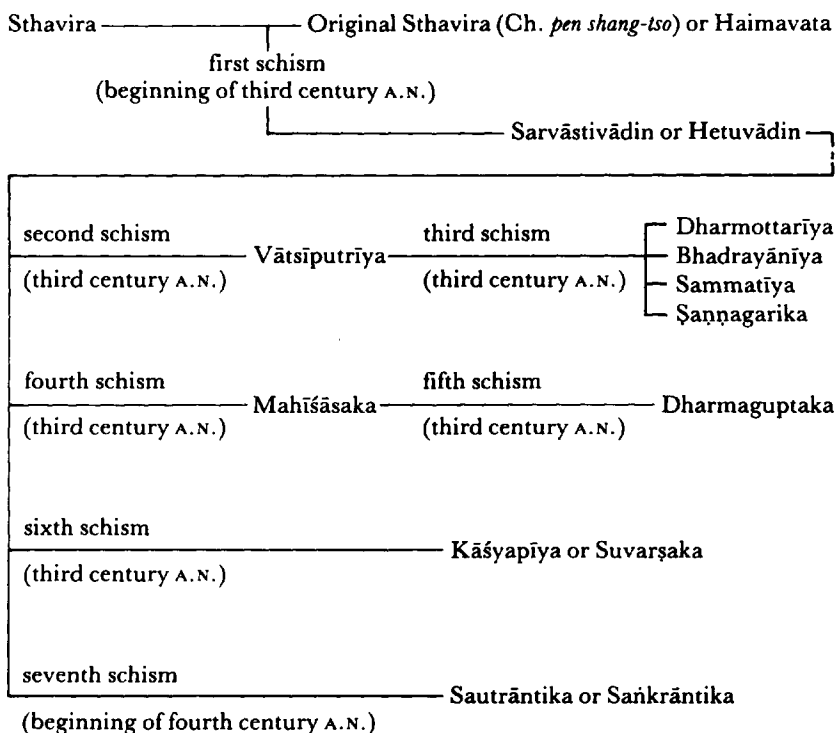 Sthavira Original Sthavira (Ch. pen shang-tso) or Haimavata
first schism
(beginning of third century A.N.)
Sarvāstivādin or Hetuvādin
second schism
(third century A.N.)
Vātsīputrīya
third schism
(third century A.N.)
Dharmottarīya
Bhadrayānīya
Sammatīya
Ṣaṇṇagarika
fourth schism
(third century A.N.)
Mahīśāsaka
fifth schism
(third century A.N.)
Dharmaguptaka
sixth schism
(third century A.N.)
Kāśyapīya or Suvarṣaka
seventh schism
(beginning of fourth century A.N.)
Sautrāntika or Saṅkrāntika